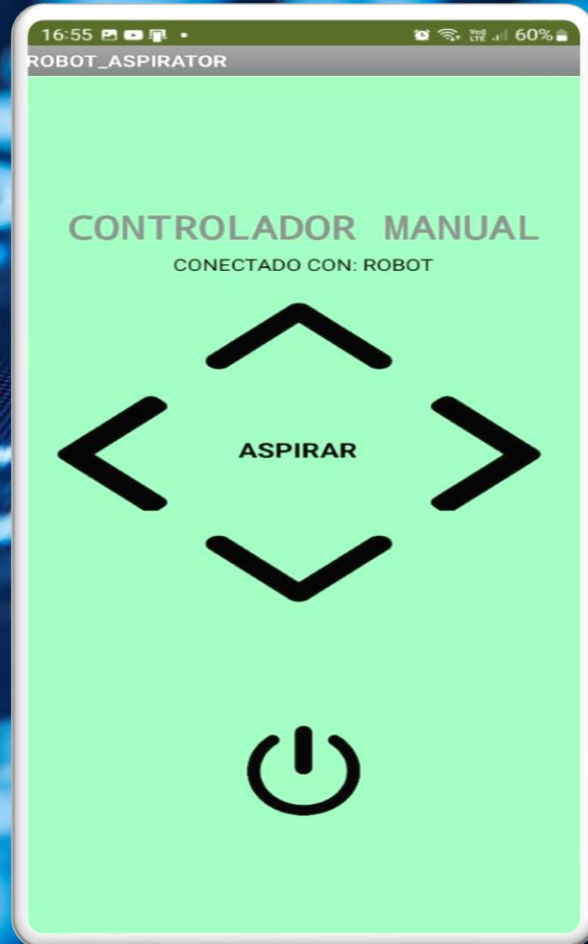 16:55 60%
ROBOT_ASPIRATOR
CONTROLADOR MANUAL
CONECTADO CON: ROBOT
ASPIRAR